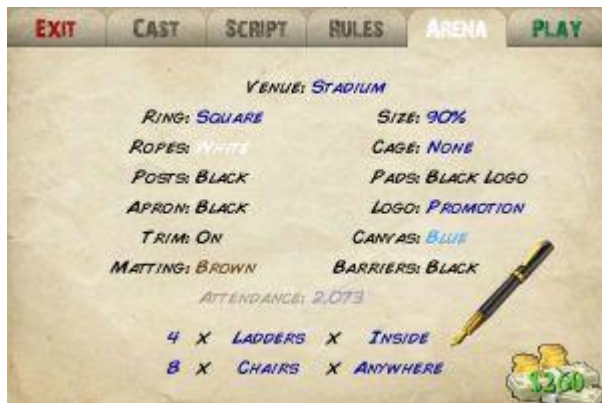 EXIT CAST SCRIPT RULES ARENA PLAY
VENUE: STADIUM
RING: SQUARE SIZE: 90%
ROPES: WHITE CAGE: NONE
POSTS: BLACK PADS: BLACK LOGO
APRON: BLACK LOGO: PROMOTION
TRIM: ON CANVAS: BLUE
MATTING: BROWN BARRIERS: BLACK
ATTENDANCE: 2,073
4 X LADDERS X INSIDE
8 X CHAIRS X ANYWHERE
$260